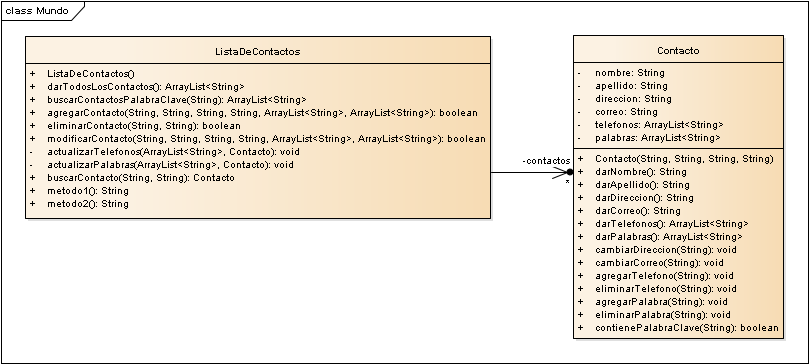 class Mundo
ListaDeContactos
+ ListaDeContactos()
+ darTodosLosContactos(): ArrayList<String>
+ buscarContactosPalabraClave(String): ArrayList<String>
+ agregarContacto(String, String, String, String, ArrayList<String>, ArrayList<String>): boolean
+ eliminarContacto(String, String): boolean
+ modificarContacto(String, String, String, String, ArrayList<String>, ArrayList<String>): boolean
- actualizarTelefonos(ArrayList<String>, Contacto): void
- actualizarPalabras(ArrayList<String>, Contacto): void
+ buscarContacto(String, String): Contacto
+ metodo1(): String
+ metodo2(): String
-contactos
*
Contacto
- nombre: String
- apellido: String
- direccion: String
- correo: String
- telefonos: ArrayList<String>
- palabras: ArrayList<String>
+ Contacto(String, String, String, String)
+ darNombre(): String
+ darApellido(): String
+ darDireccion(): String
+ darCorreo(): String
+ darTelefonos(): ArrayList<String>
+ darPalabras(): ArrayList<String>
+ cambiarDireccion(String): void
+ cambiarCorreo(String): void
+ agregarTelefono(String): void
+ eliminarTelefono(String): void
+ agregarPalabra(String): void
+ eliminarPalabra(String): void
+ contienePalabraClave(String): boolean